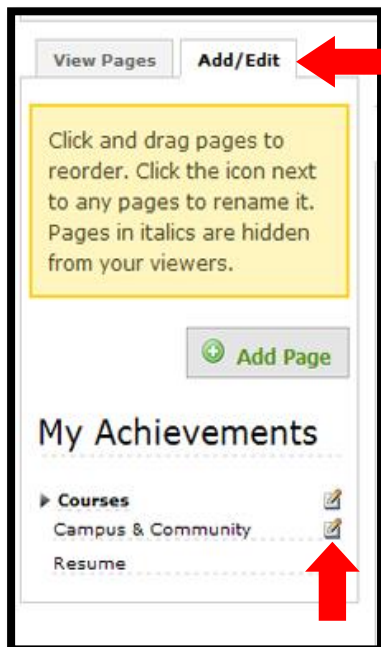 View Pages Add/Edit
Click and drag pages to
reorder. Click the icon next
to any pages to rename it.
Pages in italics are hidden
from your viewers.
Add Page
My Achievements
Courses
Campus & Community
Resume